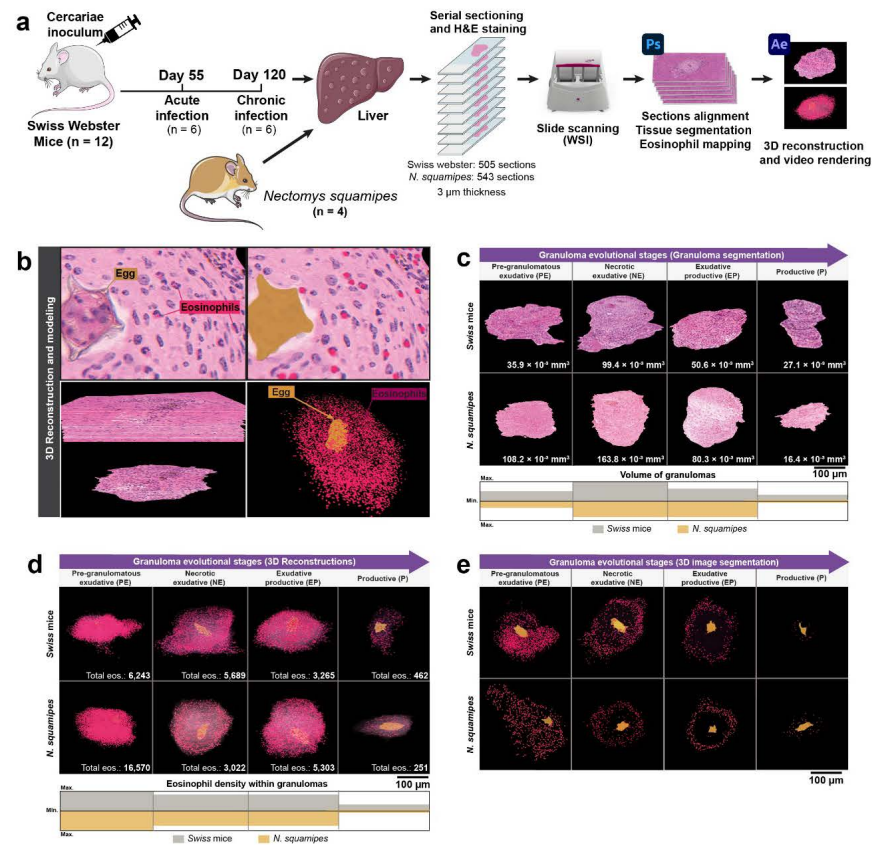 a
Cercariae
inoculum
Swiss Webster
Mice (n = 12)
Day 55
Acute
infection
(n = 6)
Day 120
Chronic
infection
(n = 6)
Nectomys squamipes
(n = 4)
Liver
Serial sectioning
and H&E staining
Swiss webster: 505 sections
N. squamipes: 543 sections
3 µm thickness
Slide scanning
(WSI)
Ps
Sections alignment
Tissue segmentation
Eosinophil mapping
Ae
3D reconstruction
and video rendering
b
3D Reconstruction and modeling
Egg
Eosinophils
Egg
Eosinophils
c
Granuloma evolutional stages (Granuloma segmentation)
Pre-granulomatous
exudative (PE)
Necrotic
exudative (NE)
Exudative
productive (EP)
Productive (P)
Swiss mice
35.9 × 10⁻³ mm³
99.4 × 10⁻³ mm³
50.6 × 10⁻³ mm³
27.1 × 10⁻³ mm³
N. squamipes
108.2 × 10⁻³ mm³
163.8 × 10⁻³ mm³
80.3 × 10⁻³ mm³
16.4 × 10⁻³ mm³
100 µm
Volume of granulomas
Max.
Min.
Max.
Swiss mice
N. squamipes
d
Granuloma evolutional stages (3D Reconstructions)
Pre-granulomatous
exudative (PE)
Necrotic
exudative (NE)
Exudative
productive (EP)
Productive (P)
Swiss mice
Total eos.: 6,243
Total eos.: 5,689
Total eos.: 3,265
Total eos.: 462
N. squamipes
Total eos.: 16,570
Total eos.: 3,022
Total eos.: 5,303
Total eos.: 251
100 µm
Eosinophil density within granulomas
Max.
Min.
Max.
Swiss mice
N. squamipes
e
Granuloma evolutional stages (3D image segmentation)
Pre-granulomatous
exudative (PE)
Necrotic
exudative (NE)
Exudative
productive (EP)
Productive (P)
Swiss mice
N. squamipes
100 µm